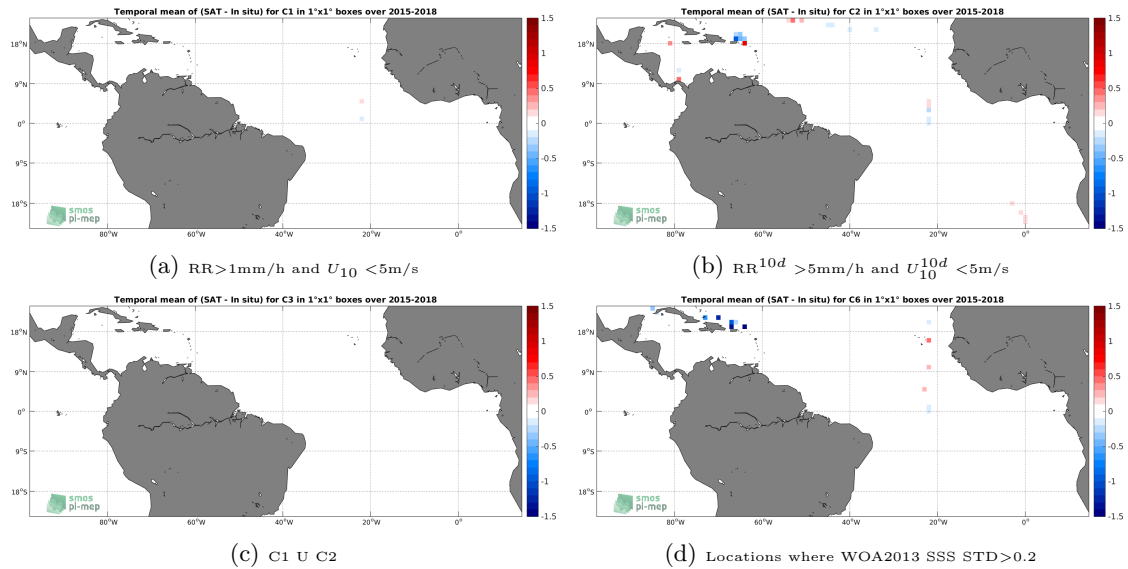 Temporal mean of (SAT - In situ) for C1 in 1°x1° boxes over 2015-2018
1.5
1
0.5
0
-0.5
-1
-1.5
18°N
9°N
0°
9°S
18°S
80°W
60°W
40°W
20°W
0°
smos
pi-mep
(a) RR>1mm/h and U10 <5m/s
Temporal mean of (SAT - In situ) for C2 in 1°x1° boxes over 2015-2018
1.5
1
0.5
0
-0.5
-1
-1.5
18°N
9°N
0°
9°S
18°S
80°W
60°W
40°W
20°W
0°
smos
pi-mep
(b) RR10d >5mm/h and U10d10 <5m/s
Temporal mean of (SAT - In situ) for C3 in 1°x1° boxes over 2015-2018
1.5
1
0.5
0
-0.5
-1
-1.5
18°N
9°N
0°
9°S
18°S
80°W
60°W
40°W
20°W
0°
smos
pi-mep
(c) C1 U C2
Temporal mean of (SAT - In situ) for C6 in 1°x1° boxes over 2015-2018
1.5
1
0.5
0
-0.5
-1
-1.5
18°N
9°N
0°
9°S
18°S
80°W
60°W
40°W
20°W
0°
smos
pi-mep
(d) Locations where WOA2013 SSS STD>0.2